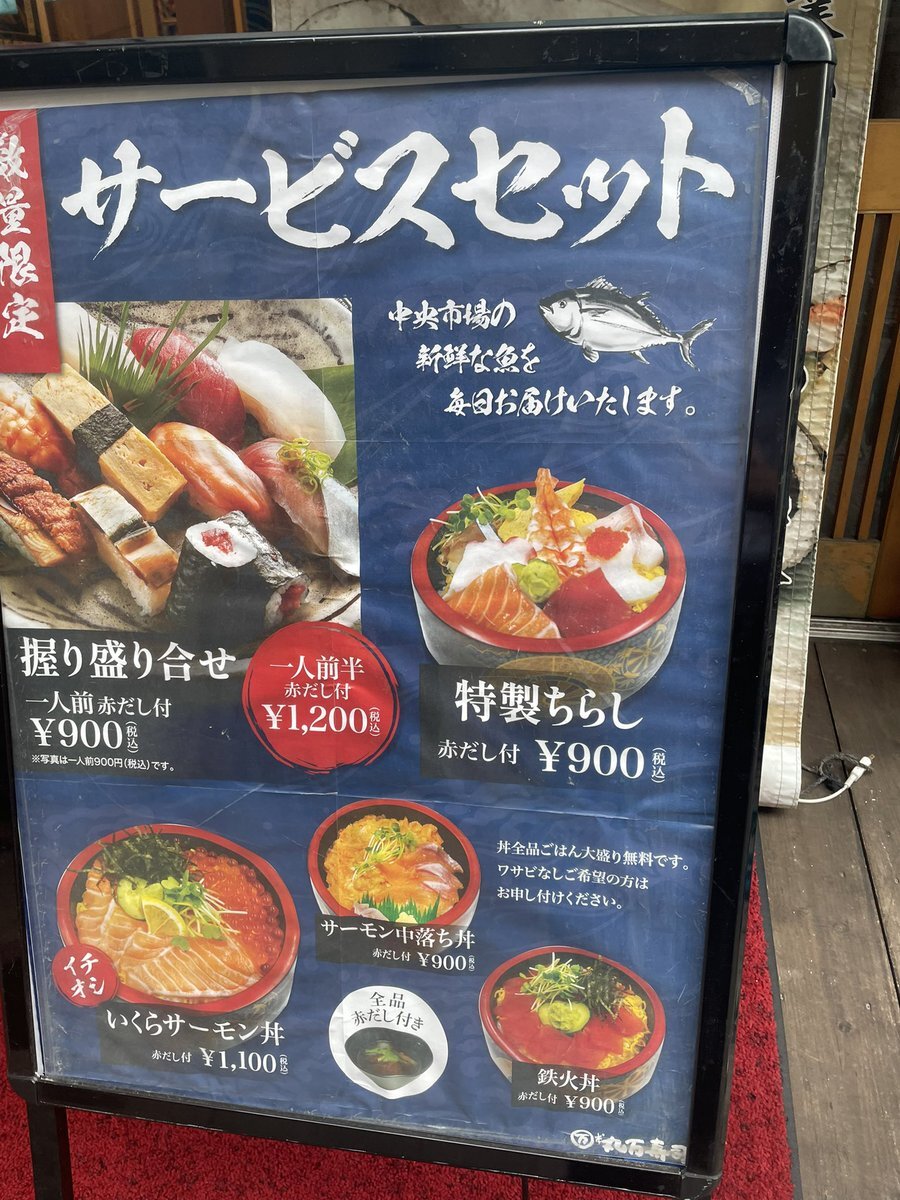 数量限定
サービスセット
中央市場の
新鮮な魚を
毎日お届けいたします。
握り盛り合せ
一人前 赤だし付
¥900(税込)
※写真は一人前900円(税込)です。
一人前半
赤だし付
¥1,200(税込)
特製ちらし
赤だし付 ¥900(税込)
丼全品ごはん大盛り無料です。
ワサビなしご希望の方は
お申し付けください。
サーモン中落ち丼
赤だし付 ¥900(税込)
イチ
オシ
いくらサーモン丼
赤だし付 ¥1,100(税込)
全品
赤だし付き
鉄火丼
赤だし付 ¥900(税込)
丸万寿司